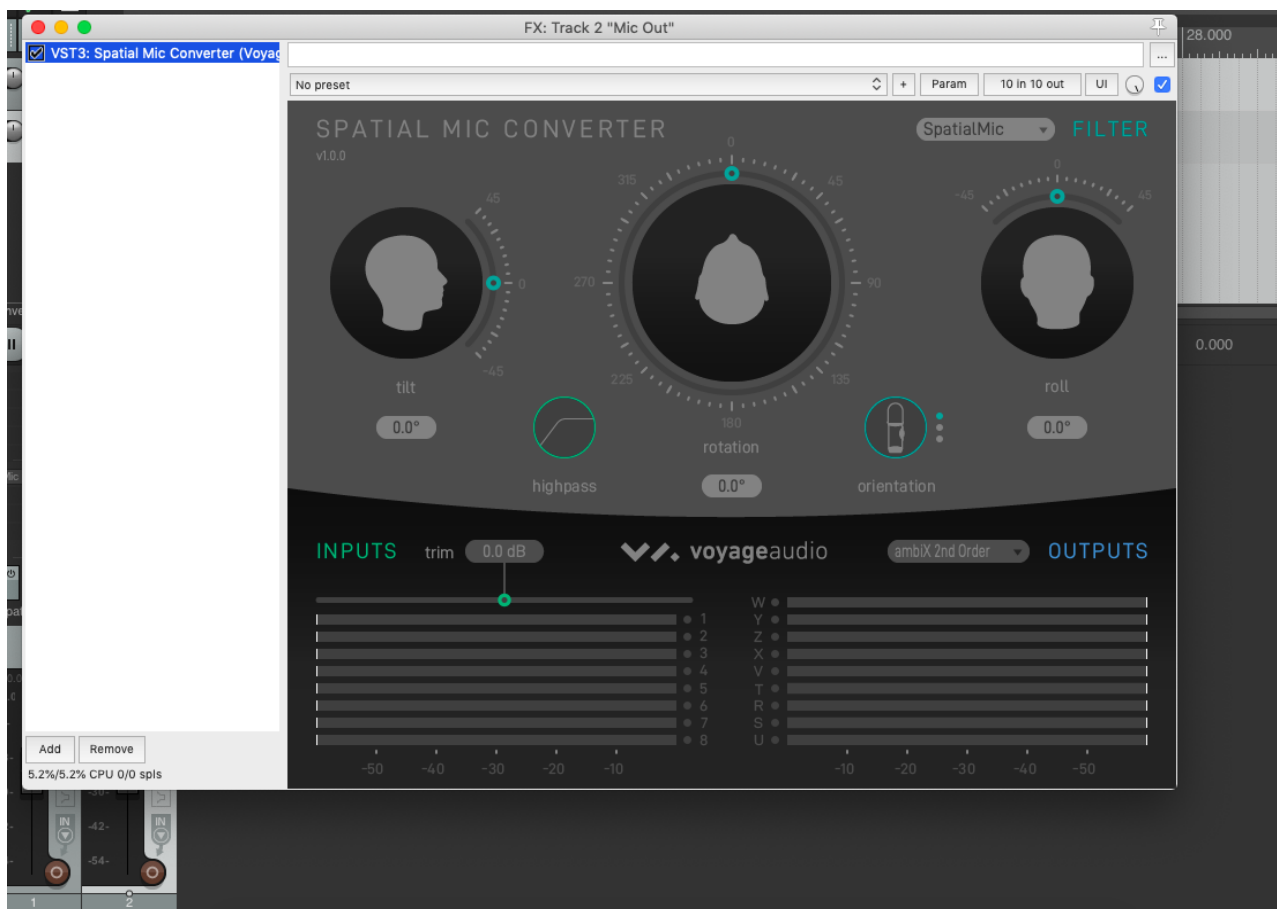 FX: Track 2 "Mic Out"
28.000
VST3: Spatial Mic Converter (Voyag
...
No preset
+
Param
10 in 10 out
UI
SPATIAL MIC CONVERTER
v1.0.0
SpatialMic
FILTER
45
0
-45
tilt
0.0°
0
45
90
135
180
225
270
315
rotation
0.0°
-45
0
45
roll
0.0°
highpass
orientation
0.000
INPUTS
trim
0.0 dB
voyageaudio
ambiX 2nd Order
OUTPUTS
1
2
3
4
5
6
7
8
W
Y
Z
X
V
T
R
S
U
-50 -40 -30 -20 -10
-10 -20 -30 -40 -50
Add
Remove
5.2%/5.2% CPU 0/0 spls
-30-
IN
-42-
IN
-54-
1
2